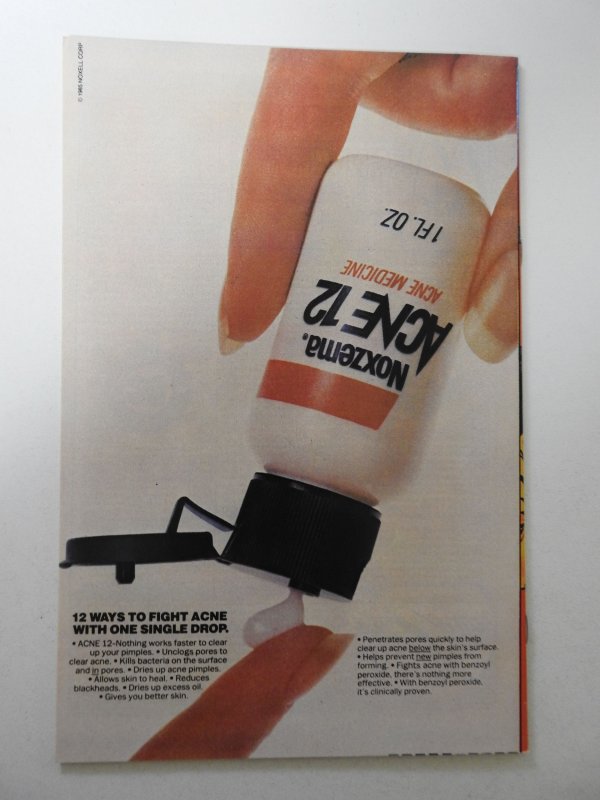 © 1985 NOXELL CORP
1 FL. OZ.
ACNE MEDICINE
ACNE 12
Noxzema.
12 WAYS TO FIGHT ACNE
WITH ONE SINGLE DROP.
• ACNE 12-Nothing works faster to clear
up your pimples. • Unclogs pores to
clear acne. • Kills bacteria on the surface
and in pores. • Dries up acne pimples.
• Allows skin to heal. • Reduces
blackheads. • Dries up excess oil.
• Gives you better skin.
• Penetrates pores quickly to help
clear up acne below the skin's surface.
• Helps prevent new pimples from
forming. • Fights acne with benzoyl
peroxide, there's nothing more
effective. • With benzoyl peroxide,
it's clinically proven.